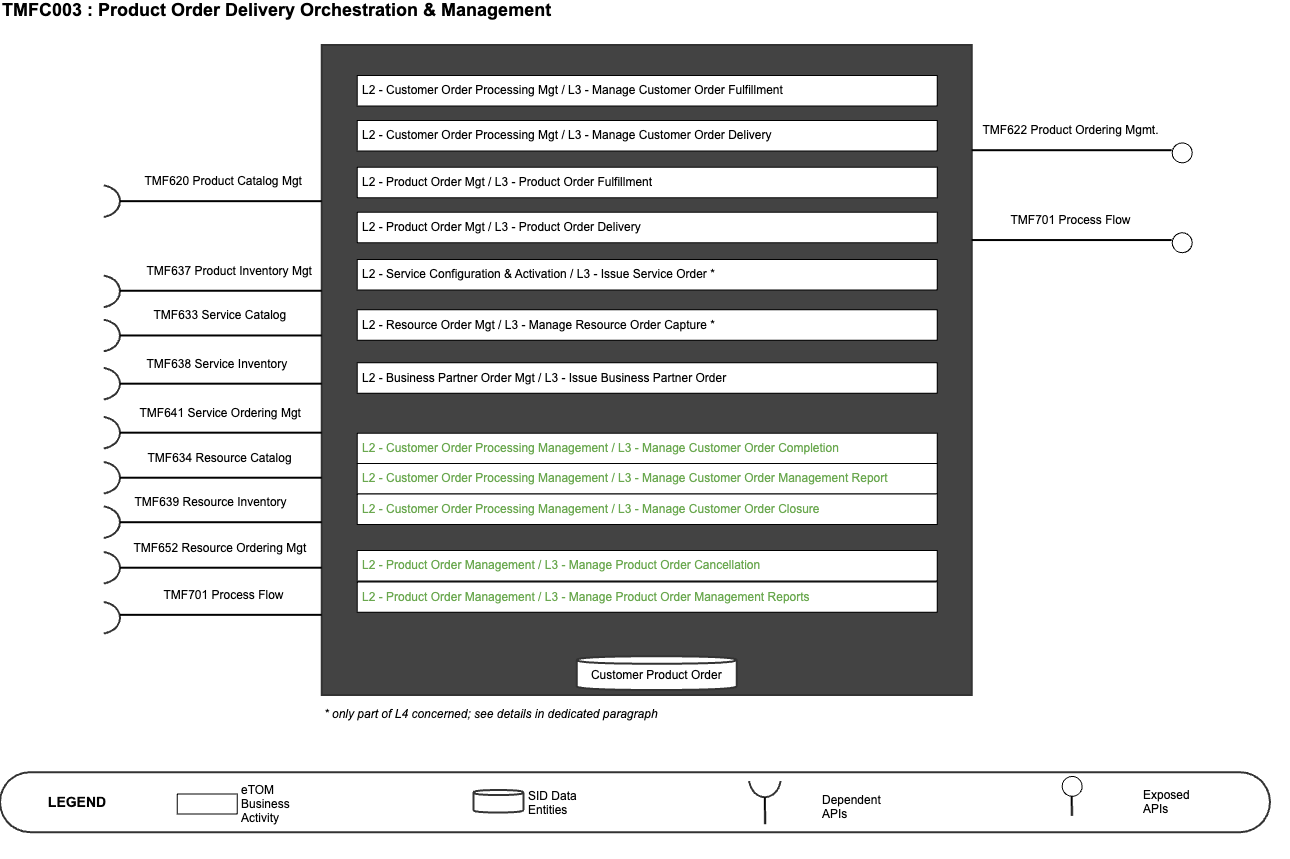 TMFC003 : Product Order Delivery Orchestration & Management
L2 - Customer Order Processing Mgt / L3 - Manage Customer Order Fulfillment
L2 - Customer Order Processing Mgt / L3 - Manage Customer Order Delivery
L2 - Product Order Mgt / L3 - Product Order Fulfillment
L2 - Product Order Mgt / L3 - Product Order Delivery
L2 - Service Configuration & Activation / L3 - Issue Service Order *
L2 - Resource Order Mgt / L3 - Manage Resource Order Capture *
L2 - Business Partner Order Mgt / L3 - Issue Business Partner Order
L2 - Customer Order Processing Management / L3 - Manage Customer Order Completion
L2 - Customer Order Processing Management / L3 - Manage Customer Order Management Report
L2 - Customer Order Processing Management / L3 - Manage Customer Order Closure
L2 - Product Order Management / L3 - Manage Product Order Cancellation
L2 - Product Order Management / L3 - Manage Product Order Management Reports
Customer Product Order
TMF620 Product Catalog Mgt
TMF637 Product Inventory Mgt
TMF633 Service Catalog
TMF638 Service Inventory
TMF641 Service Ordering Mgt
TMF634 Resource Catalog
TMF639 Resource Inventory
TMF652 Resource Ordering Mgt
TMF701 Process Flow
TMF622 Product Ordering Mgmt.
TMF701 Process Flow
* only part of L4 concerned; see details in dedicated paragraph
LEGEND
eTOM
Business
Activity
SID Data
Entities
Dependent
APIs
Exposed
APIs